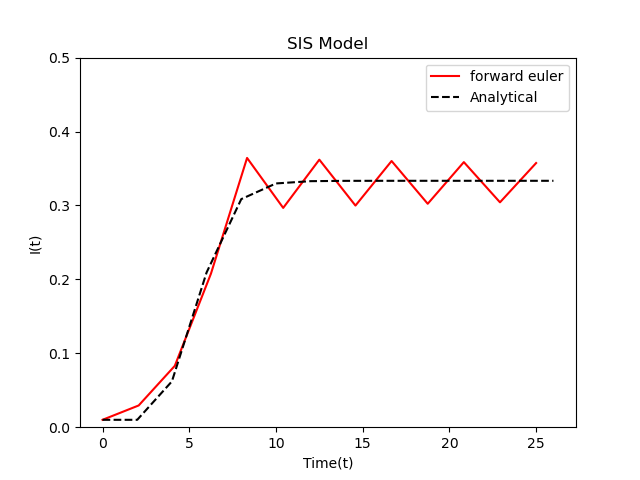 SIS Model
forward euler
Analytical
0.5
0.4
0.3
0.2
0.1
0.0
I(t)
0 5 10 15 20 25
Time(t)